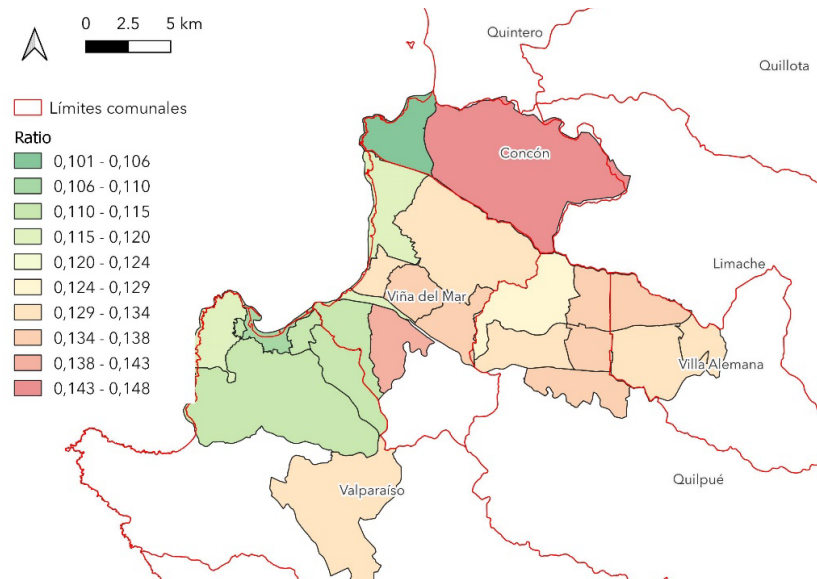 0 2.5 5 km
Límites comunales
Ratio
0,101 - 0,106
0,106 - 0,110
0,110 - 0,115
0,115 - 0,120
0,120 - 0,124
0,124 - 0,129
0,129 - 0,134
0,134 - 0,138
0,138 - 0,143
0,143 - 0,148
Quintero
Quillota
Concón
Limache
Viña del Mar
Villa Alemana
Quilpué
Valparaíso